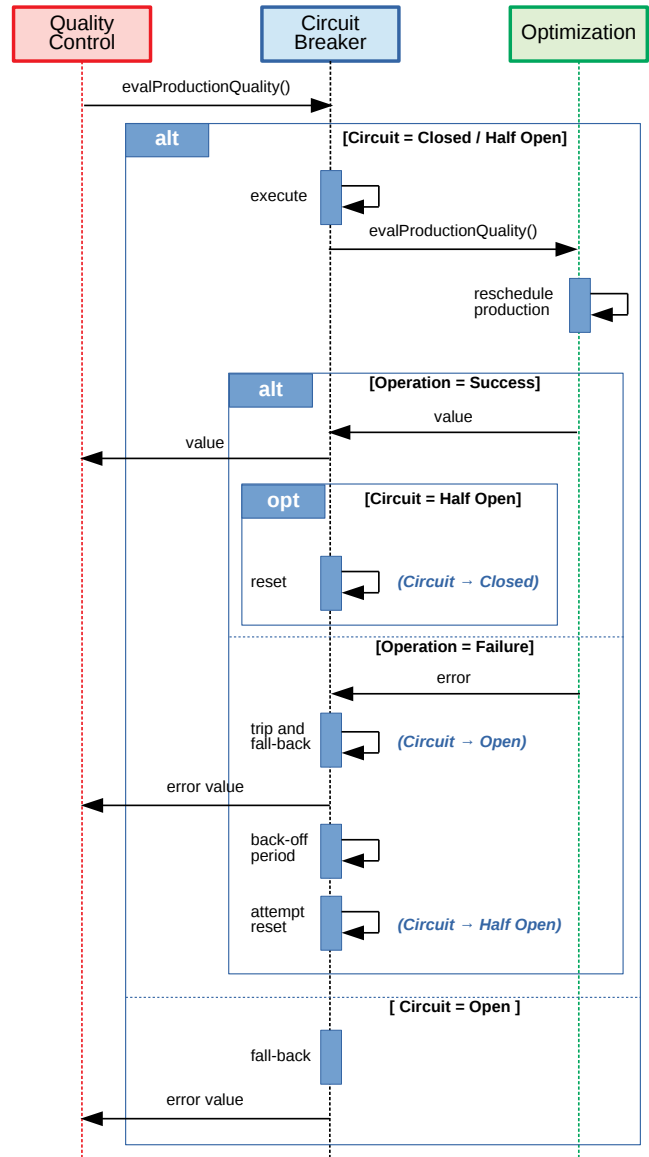 Quality
Control
Circuit
Breaker
Optimization
evalProductionQuality()
alt
[Circuit = Closed / Half Open]
execute
evalProductionQuality()
reschedule
production
alt
[Operation = Success]
value
value
opt
[Circuit = Half Open]
reset
(Circuit → Closed)
[Operation = Failure]
error
trip and
fall-back
(Circuit → Open)
error value
back-off
period
attempt
reset
(Circuit → Half Open)
[ Circuit = Open ]
fall-back
error value